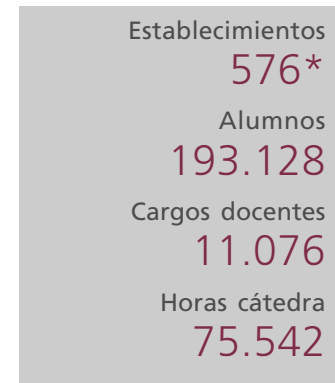 Establecimientos
576*
Alumnos
193.128
Cargos docentes
11.076
Horas cátedra
75.542